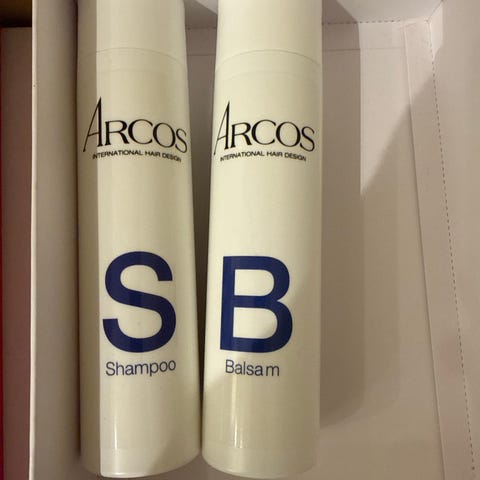 ARCOS
INTERNATIONAL HAIR DESIGN
S
Shampoo
ARCOS
INTERNATIONAL HAIR DESIGN
B
Balsam